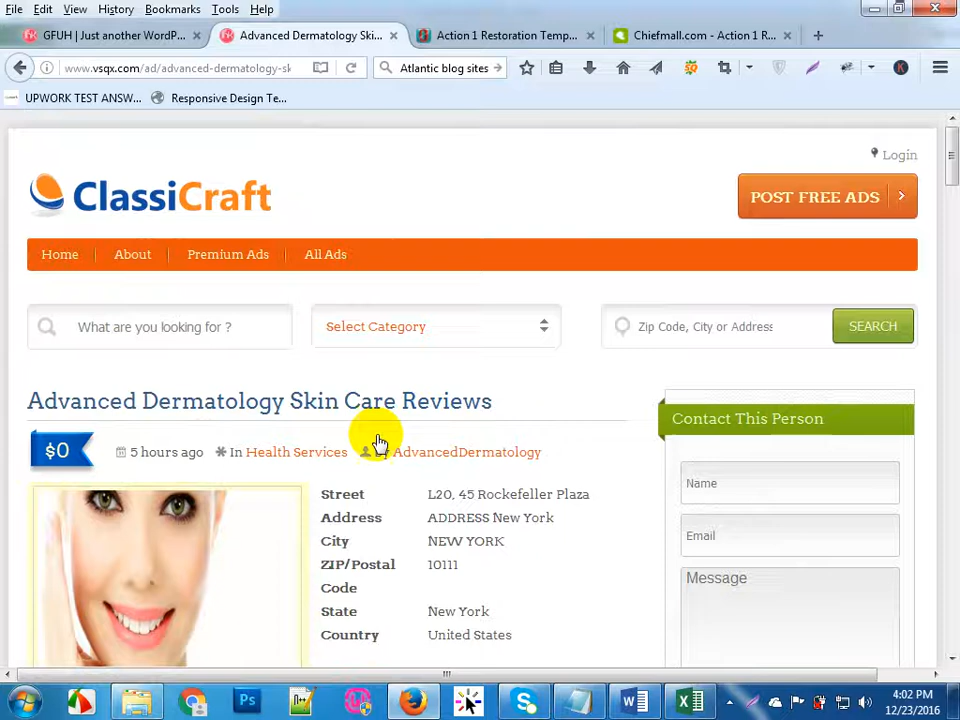 File Edit View History Bookmarks Tools Help
GFUH | Just another WordP...
Advanced Dermatology Skin...
Action 1 Restoration Temp...
Chiefmall.com - Action 1 R...
www.vsqx.com/ad/advanced-dermatology-sk
Atlantic blog sites
UPWORK TEST ANSW... Responsive Design Te...
Login
ClassiCraft
POST FREE ADS
Home About Premium Ads All Ads
What are you looking for ?
Select Category
Zip Code, City or Address
SEARCH
Advanced Dermatology Skin Care Reviews
$0
5 hours ago In Health Services AdvancedDermatology
Street L20, 45 Rockefeller Plaza
Address ADDRESS New York
City NEW YORK
ZIP/Postal 10111
Code
State New York
Country United States
Contact This Person
Name
Email
Message
4:02 PM
12/23/2016